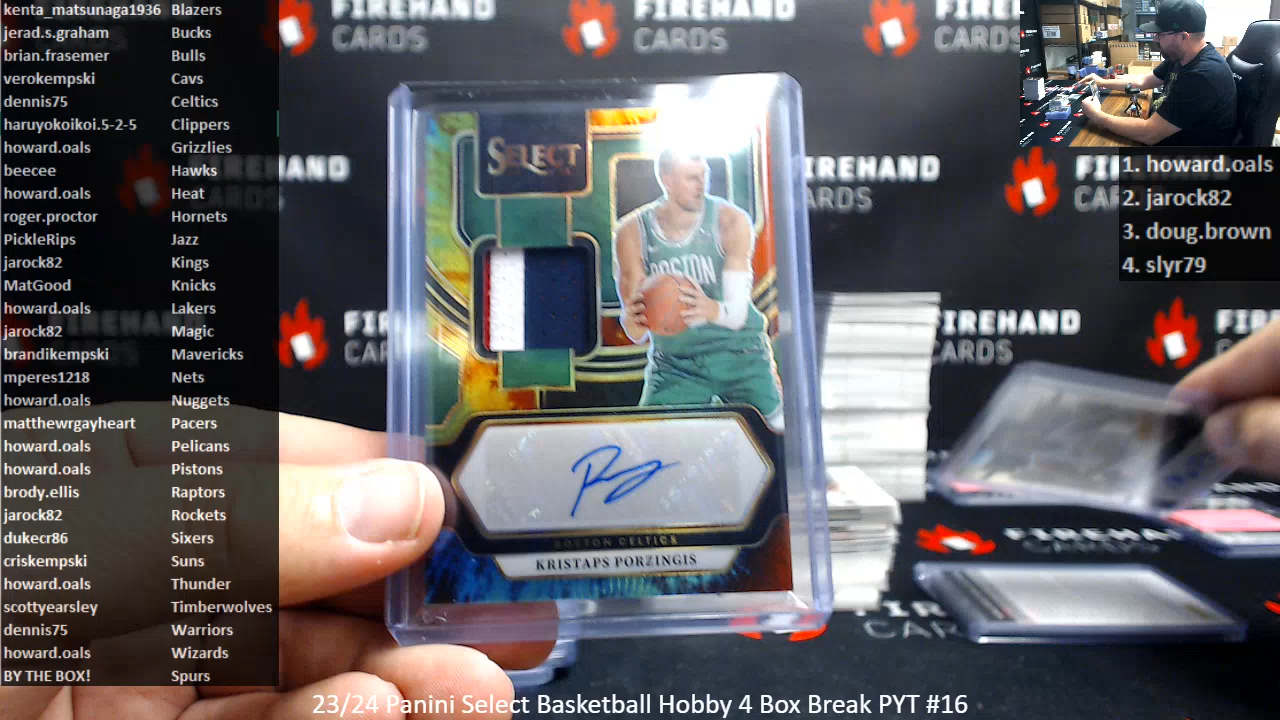 kenta_matsunaga1936 Blazers
jerad.s.graham Bucks
brian.frasemer Bulls
verokempski Cavs
dennis75 Celtics
haruyokoikoi.5-2-5 Clippers
howard.oals Grizzlies
beecee Hawks
howard.oals Heat
roger.proctor Hornets
PickleRips Jazz
jarock82 Kings
MatGood Knicks
howard.oals Lakers
jarock82 Magic
brandikempski Mavericks
mperes1218 Nets
howard.oals Nuggets
matthewrgayheart Pacers
howard.oals Pelicans
howard.oals Pistons
brody.ellis Raptors
jarock82 Rockets
dukecr86 Sixers
criskempski Suns
howard.oals Thunder
scottyearsley Timberwolves
dennis75 Warriors
howard.oals Wizards
BY THE BOX! Spurs
FIREHAND
CARDS
FIREHAND
CARDS
SELECT
BOSTON
BOSTON CELTICS
KRISTAPS PORZINGIS
1. howard.oals
2. jarock82
3. doug.brown
4. slyr79
FIREHAND
CARDS
23/24 Panini Select Basketball Hobby 4 Box Break PYT #16